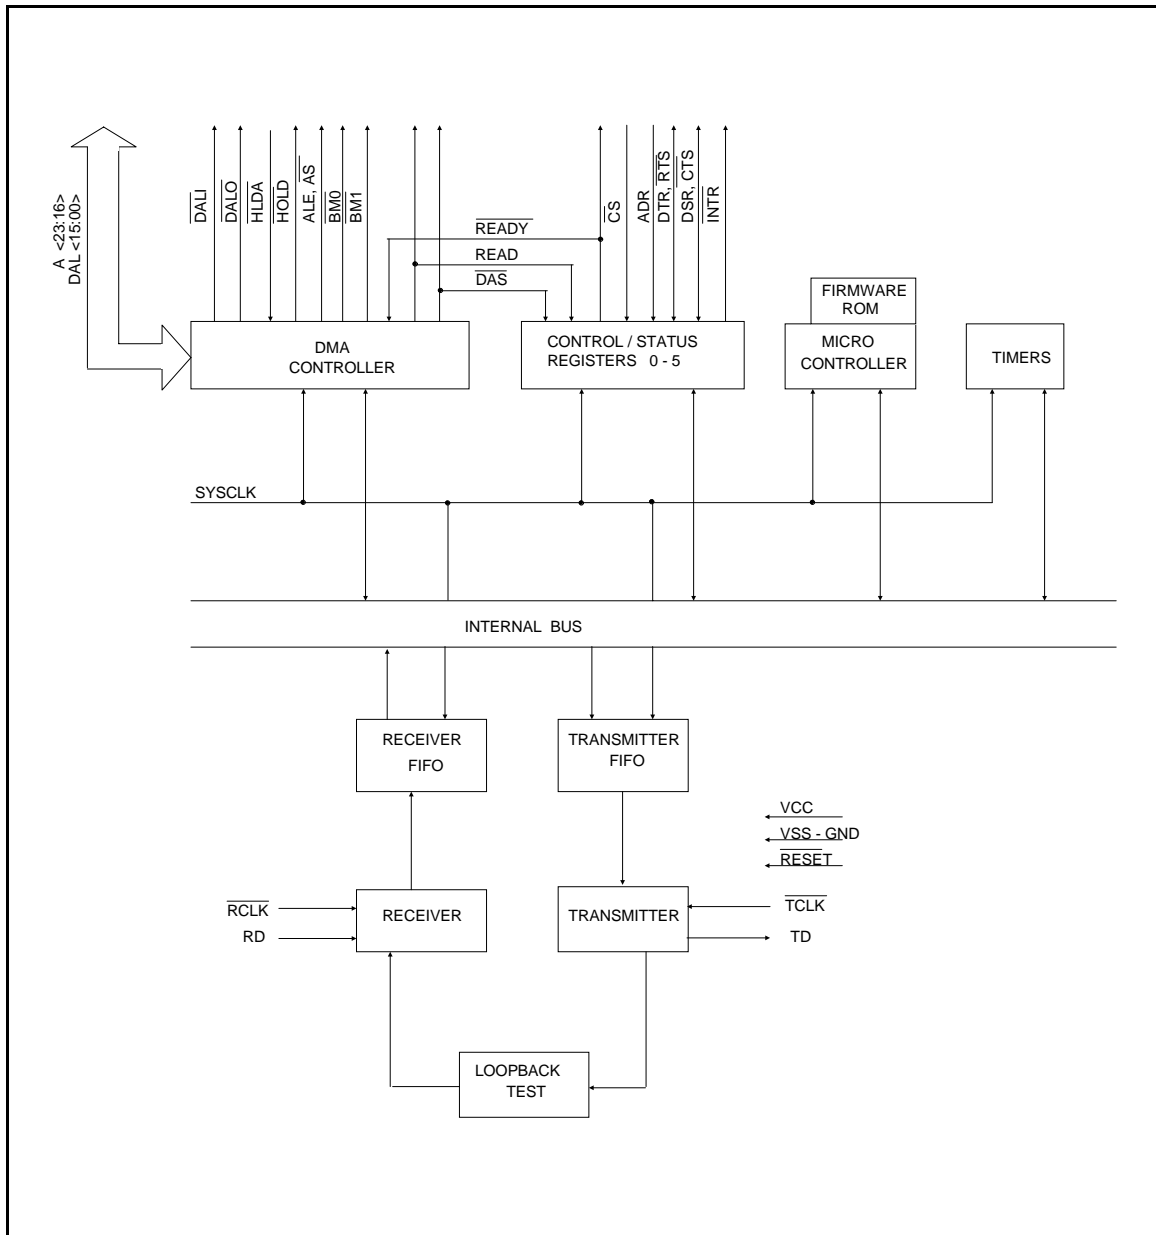 A <23:16>
DAL <15:00>
DALI
DALO
HLDA
HOLD
ALE, AS
BM0
BM1
READY
READ
DAS
CS
ADR
DTR, RTS
DSR, CTS
INTR
DMA
CONTROLLER
CONTROL / STATUS
REGISTERS 0 - 5
FIRMWARE
ROM
MICRO
CONTROLLER
TIMERS
SYSCLK
INTERNAL BUS
RECEIVER
FIFO
TRANSMITTER
FIFO
VCC
VSS - GND
RESET
RCLK
RD
RECEIVER
TRANSMITTER
TCLK
TD
LOOPBACK
TEST